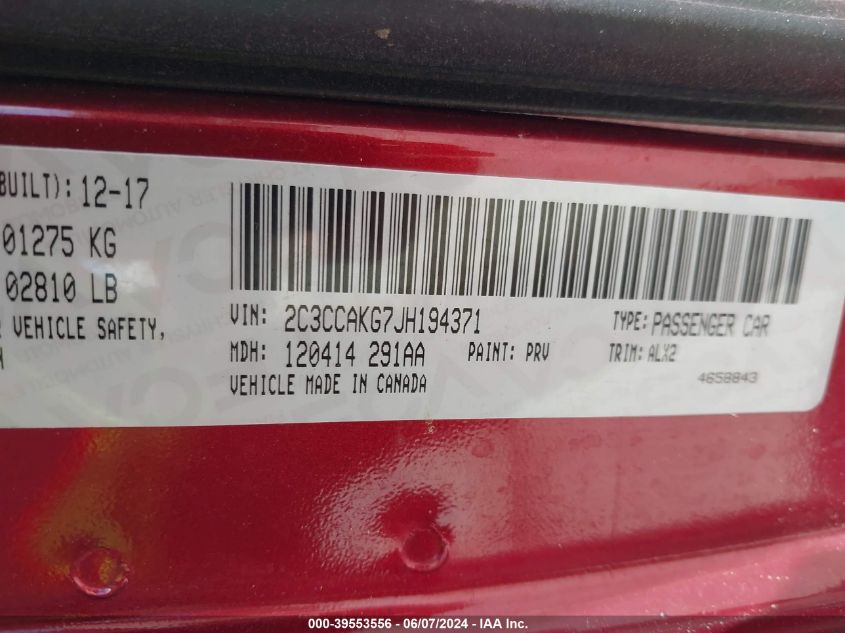 BUILT): 12-17
01275 KG
02810 LB
VEHICLE SAFETY,
VIN: 2C3CCAKG7JH194371
TYPE: PASSENGER CAR
MDH: 120414 291AA
PAINT: PRV
TRIM: ALX2
VEHICLE MADE IN CANADA
4658843
000-39553556 - 06/07/2024 - IAA Inc.